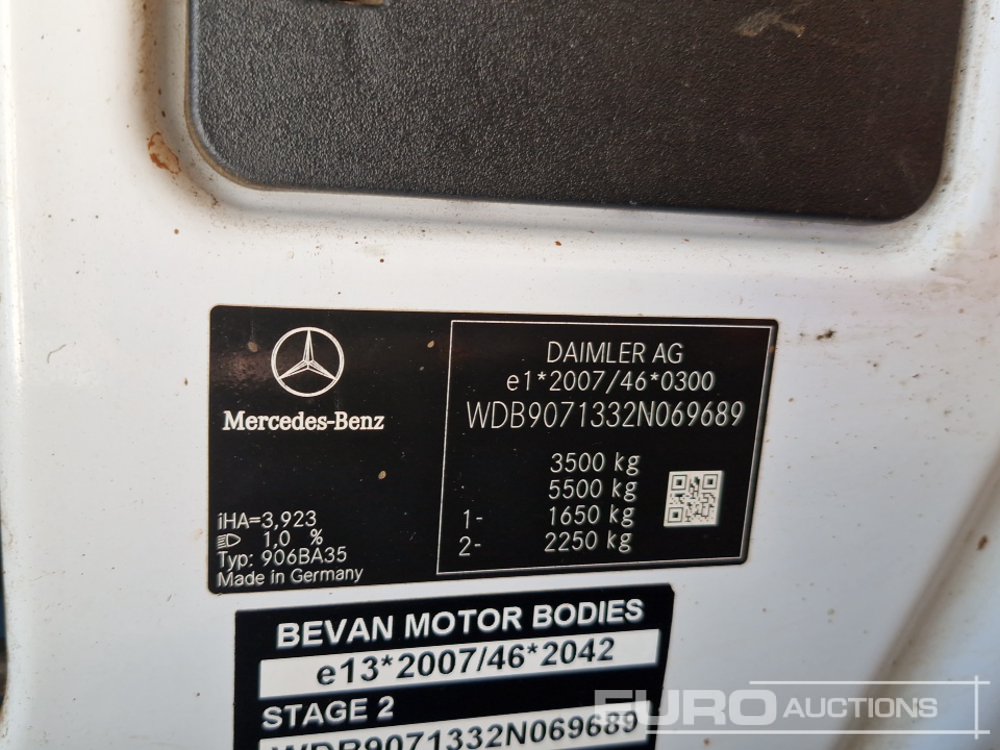 Mercedes-Benz
iHA=3,923
1,0 %
Typ: 906BA35
Made in Germany
DAIMLER AG
e1*2007/46*0300
WDB9071332N069689
3500 kg
5500 kg
1- 1650 kg
2- 2250 kg
BEVAN MOTOR BODIES
e13*2007/46*2042
STAGE 2
WDB9071332N069689
EURO AUCTIONS